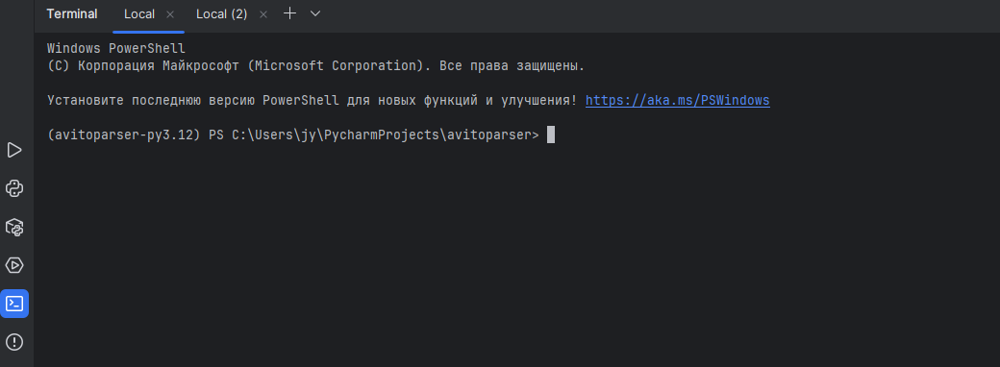 Terminal Local Local (2)
Windows PowerShell
(C) Корпорация Майкрософт (Microsoft Corporation). Все права защищены.
Установите последнюю версию PowerShell для новых функций и улучшения! https://aka.ms/PSWindows
(avitoparser-py3.12) PS C:\Users\jy\PycharmProjects\avitoparser>